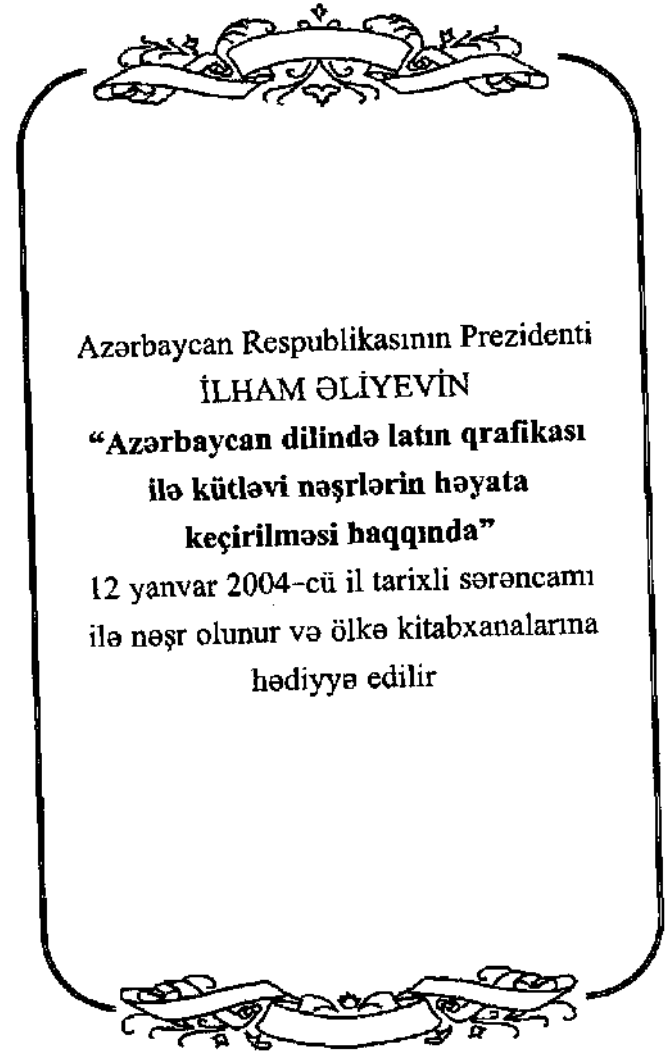 Azərbaycan Respublikasının Prezidenti
İLHAM ƏLİYEVİN
“Azərbaycan dilində latın qrafikası
ilə kütləvi nəşrlərin həyata
keçirilməsi haqqında”
12 yanvar 2004-cü il tarixli sərəncamı
ilə nəşr olunur və ölkə kitabxanalarına
hədiyyə edilir